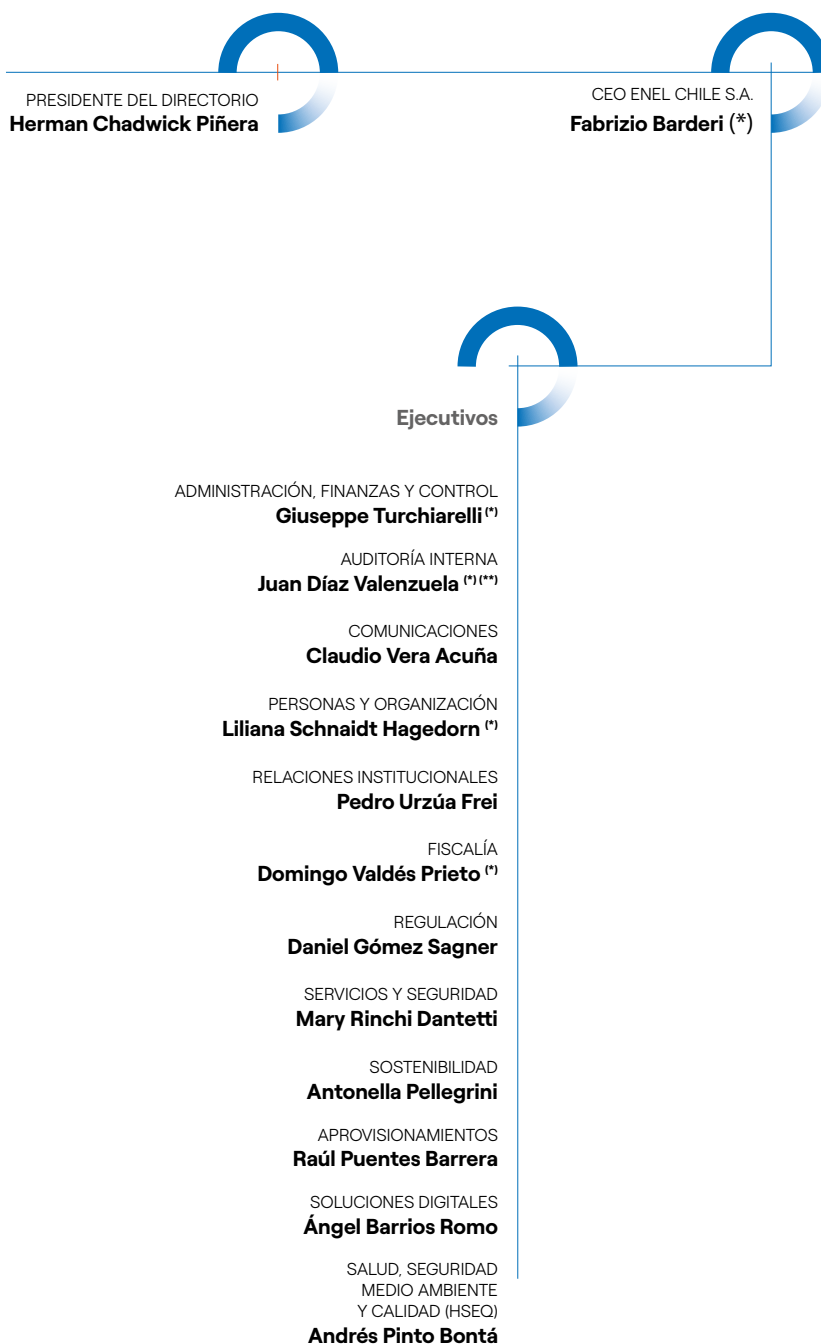 PRESIDENTE DEL DIRECTORIO
Herman Chadwick Piñera
CEO ENEL CHILE S.A.
Fabrizio Barderi (*)
Ejecutivos
ADMINISTRACIÓN, FINANZAS Y CONTROL
Giuseppe Turchiarelli (*)
AUDITORÍA INTERNA
Juan Díaz Valenzuela (*) (**)
COMUNICACIONES
Claudio Vera Acuña
PERSONAS Y ORGANIZACIÓN
Liliana Schnaidt Hagedorn (*)
RELACIONES INSTITUCIONALES
Pedro Urzúa Frei
FISCALÍA
Domingo Valdés Prieto (*)
REGULACIÓN
Daniel Gómez Sagner
SERVICIOS Y SEGURIDAD
Mary Rinchi Dantetti
SOSTENIBILIDAD
Antonella Pellegrini
APROVISIONAMIENTOS
Raúl Puentes Barrera
SOLUCIONES DIGITALES
Ángel Barrios Romo
SALUD, SEGURIDAD
MEDIO AMBIENTE
Y CALIDAD (HSEQ)
Andrés Pinto Bontá